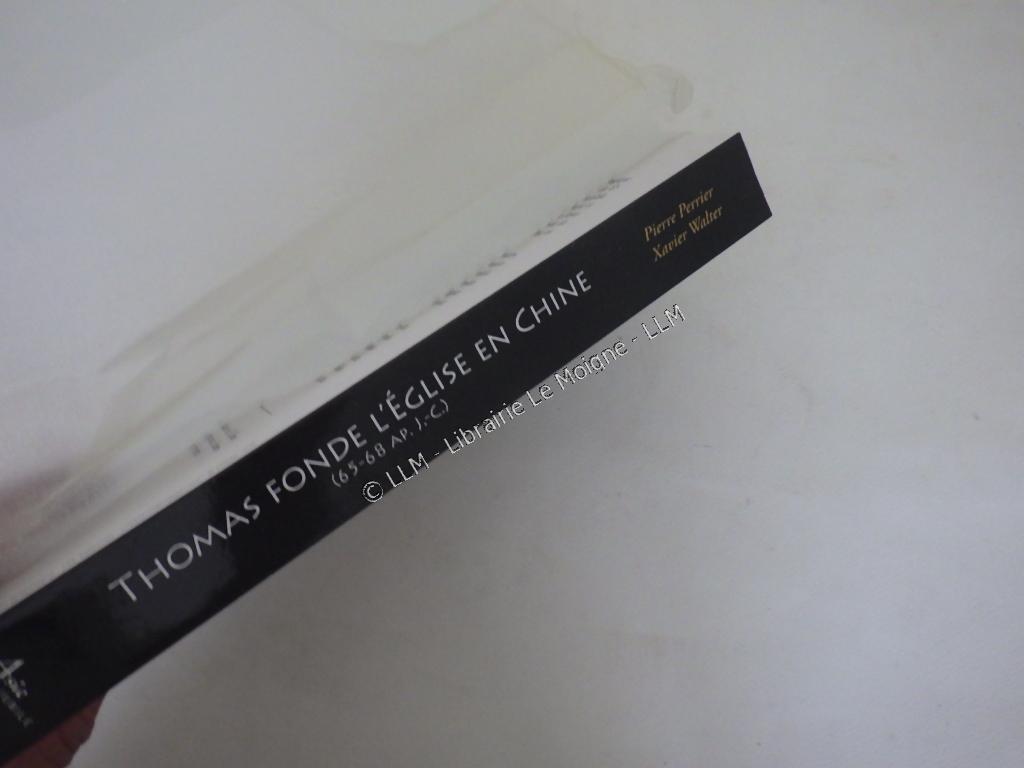 Pierre Perrier
Xavier Walter
THOMAS FONDE L'ÉGLISE EN CHINE
(65-68 AP. J.-C.)
© LLM - Librairie Le Moigne - LLM